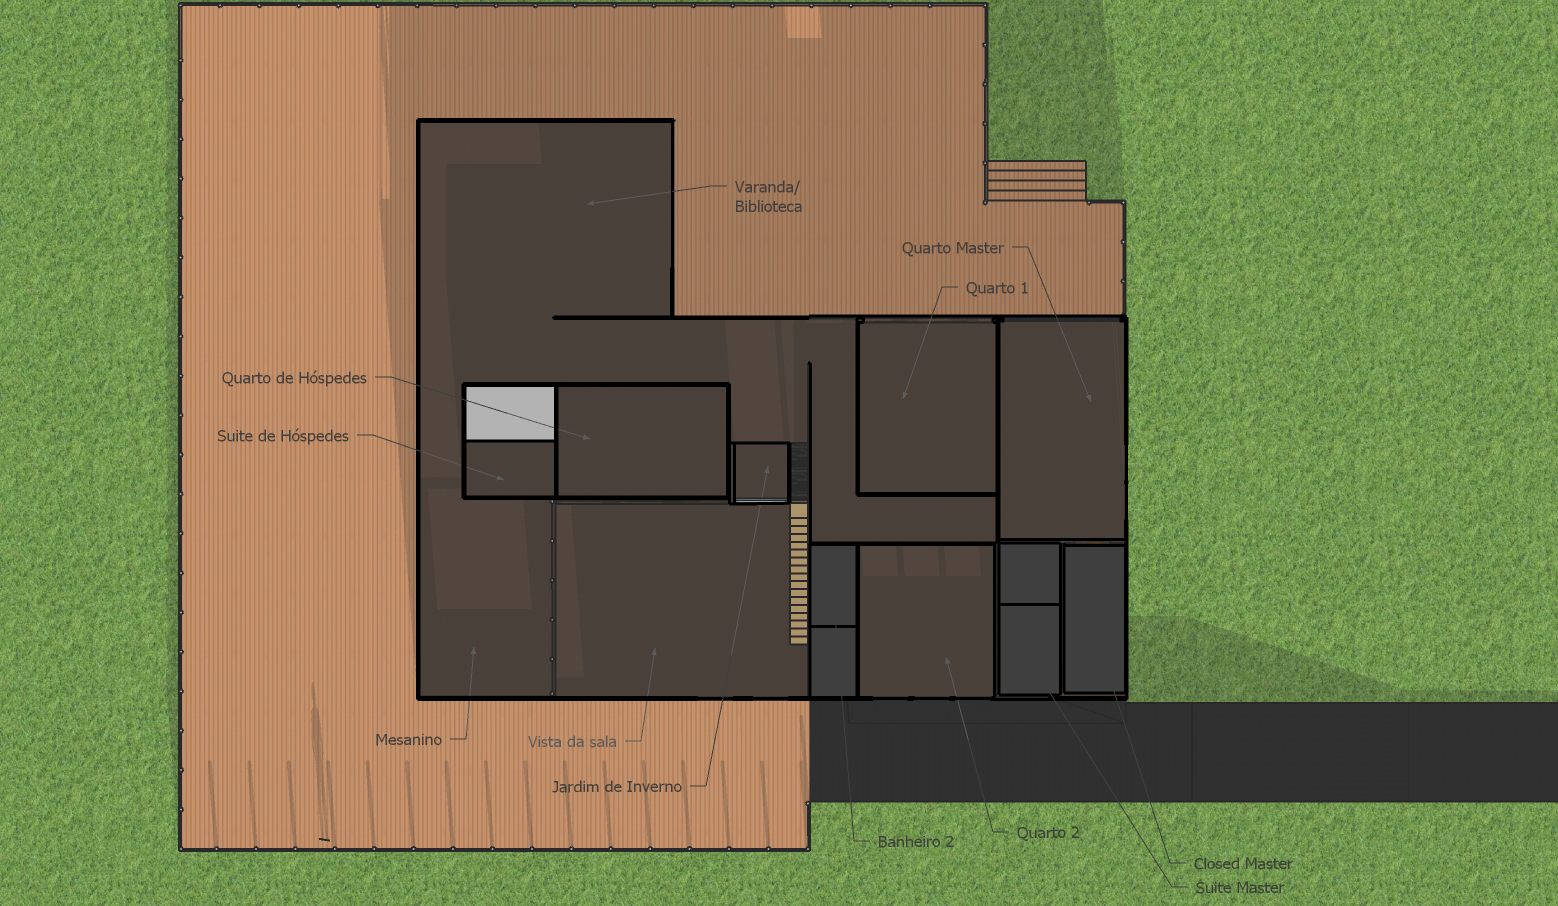 Varanda/
Biblioteca
Quarto Master
Quarto 1
Quarto de Hóspedes
Suite de Hóspedes
Mesanino
Vista da sala
Jardim de Inverno
Banheiro 2
Quarto 2
Closed Master
Suite Master